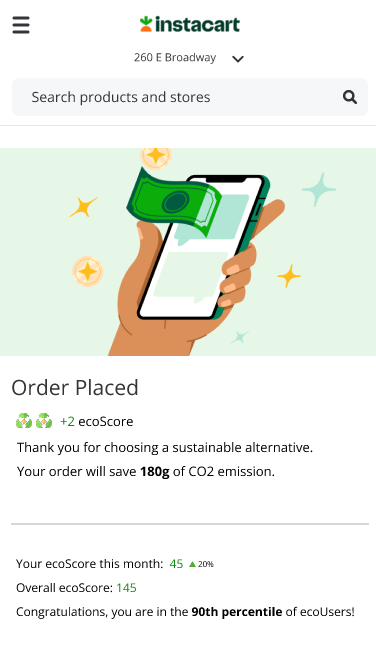 instacart
260 E Broadway
Search products and stores
Order Placed
+2 ecoScore
Thank you for choosing a sustainable alternative.
Your order will save 180g of CO2 emission.
Your ecoScore this month: 45 ▲ 20%
Overall ecoScore: 145
Congratulations, you are in the 90th percentile of ecoUsers!